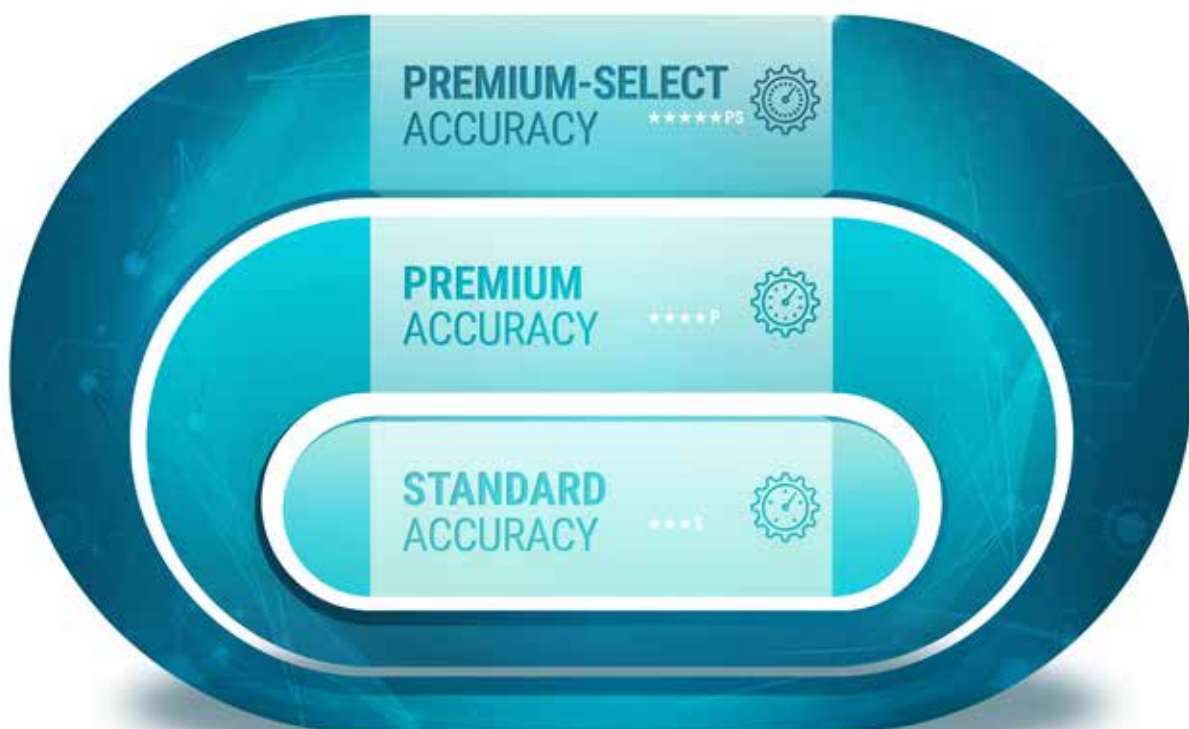 PREMIUM-SELECT
ACCURACY ★★★★★PS
PREMIUM
ACCURACY ★★★★P
STANDARD
ACCURACY ★★★S